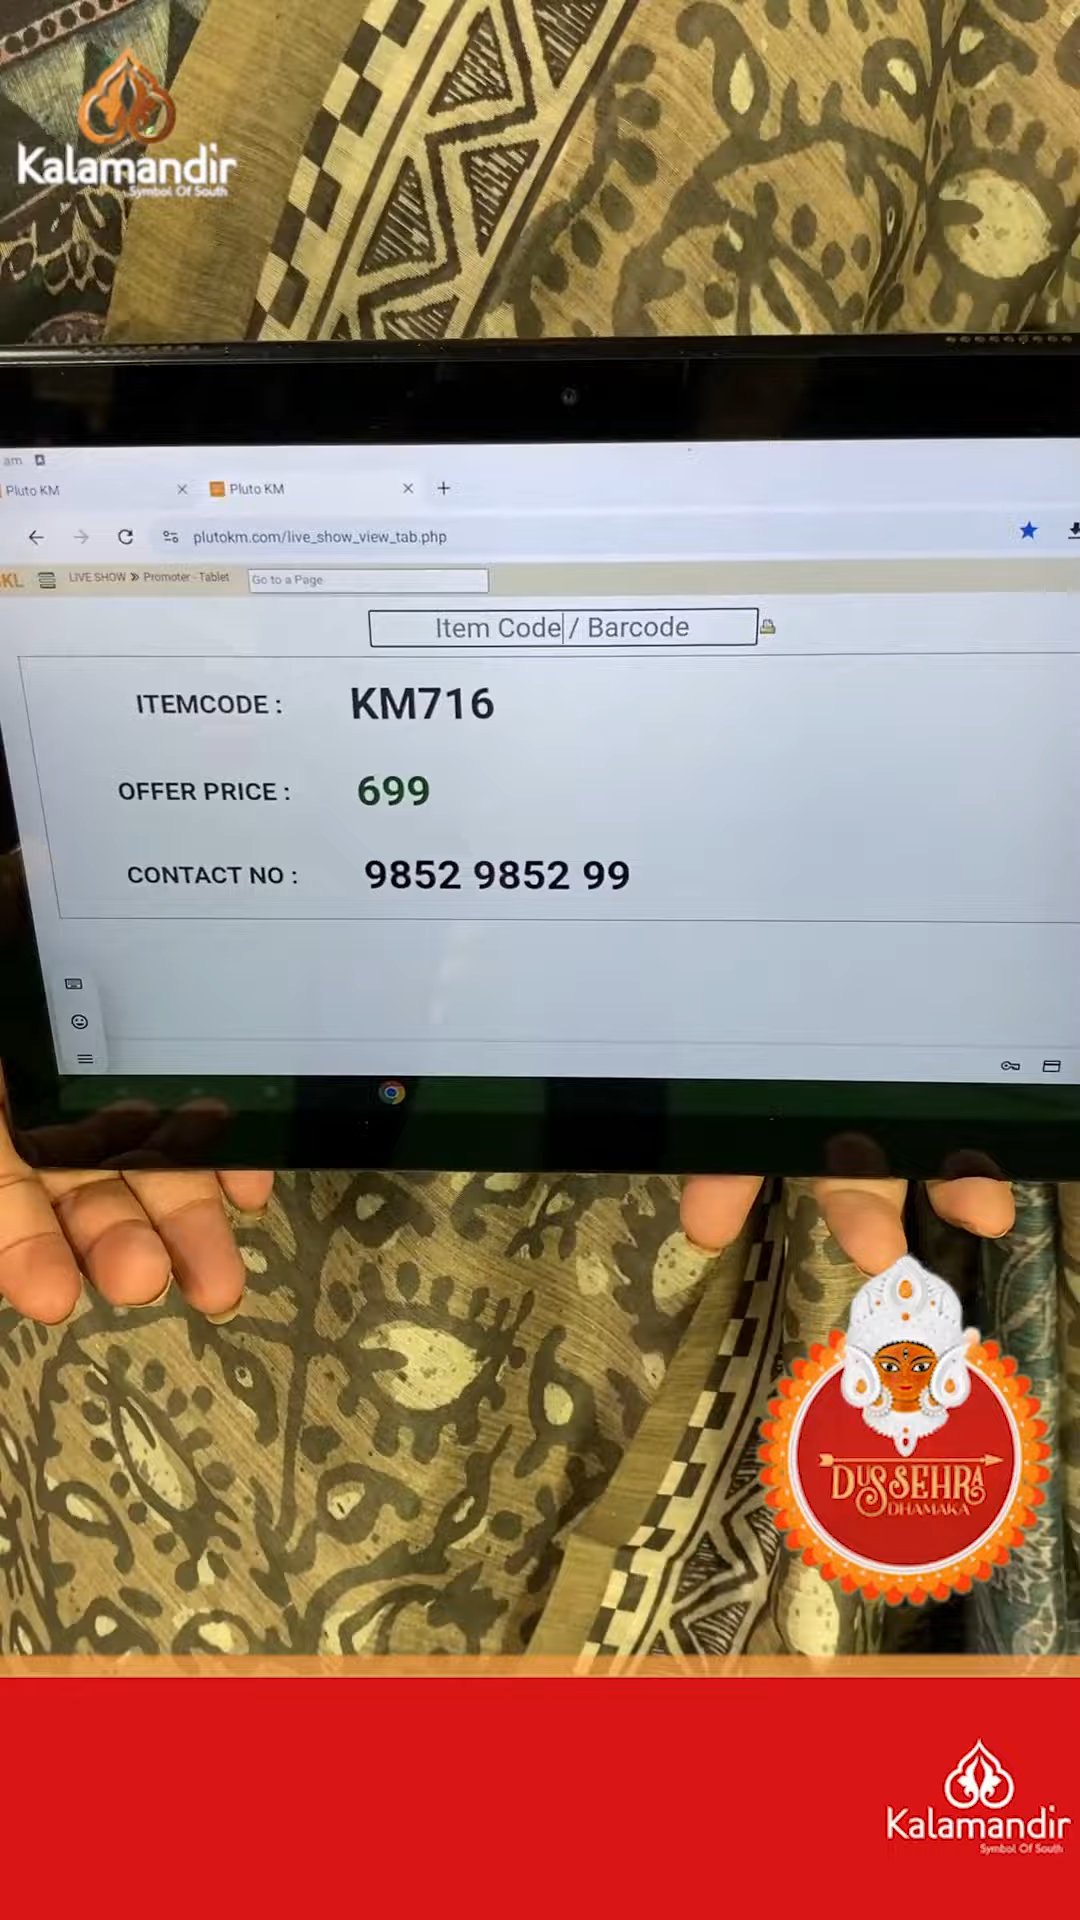 Kalamandir
Symbol Of South
am
Pluto KM
Pluto KM
plutokm.com/live_show_view_tab.php
KL
LIVE SHOW » Promoter - Tablet
Go to a Page
Item Code / Barcode
ITEMCODE : KM716
OFFER PRICE : 699
CONTACT NO : 9852 9852 99
DUSSEHRA
DHAMAKA
Kalamandir
Symbol Of South